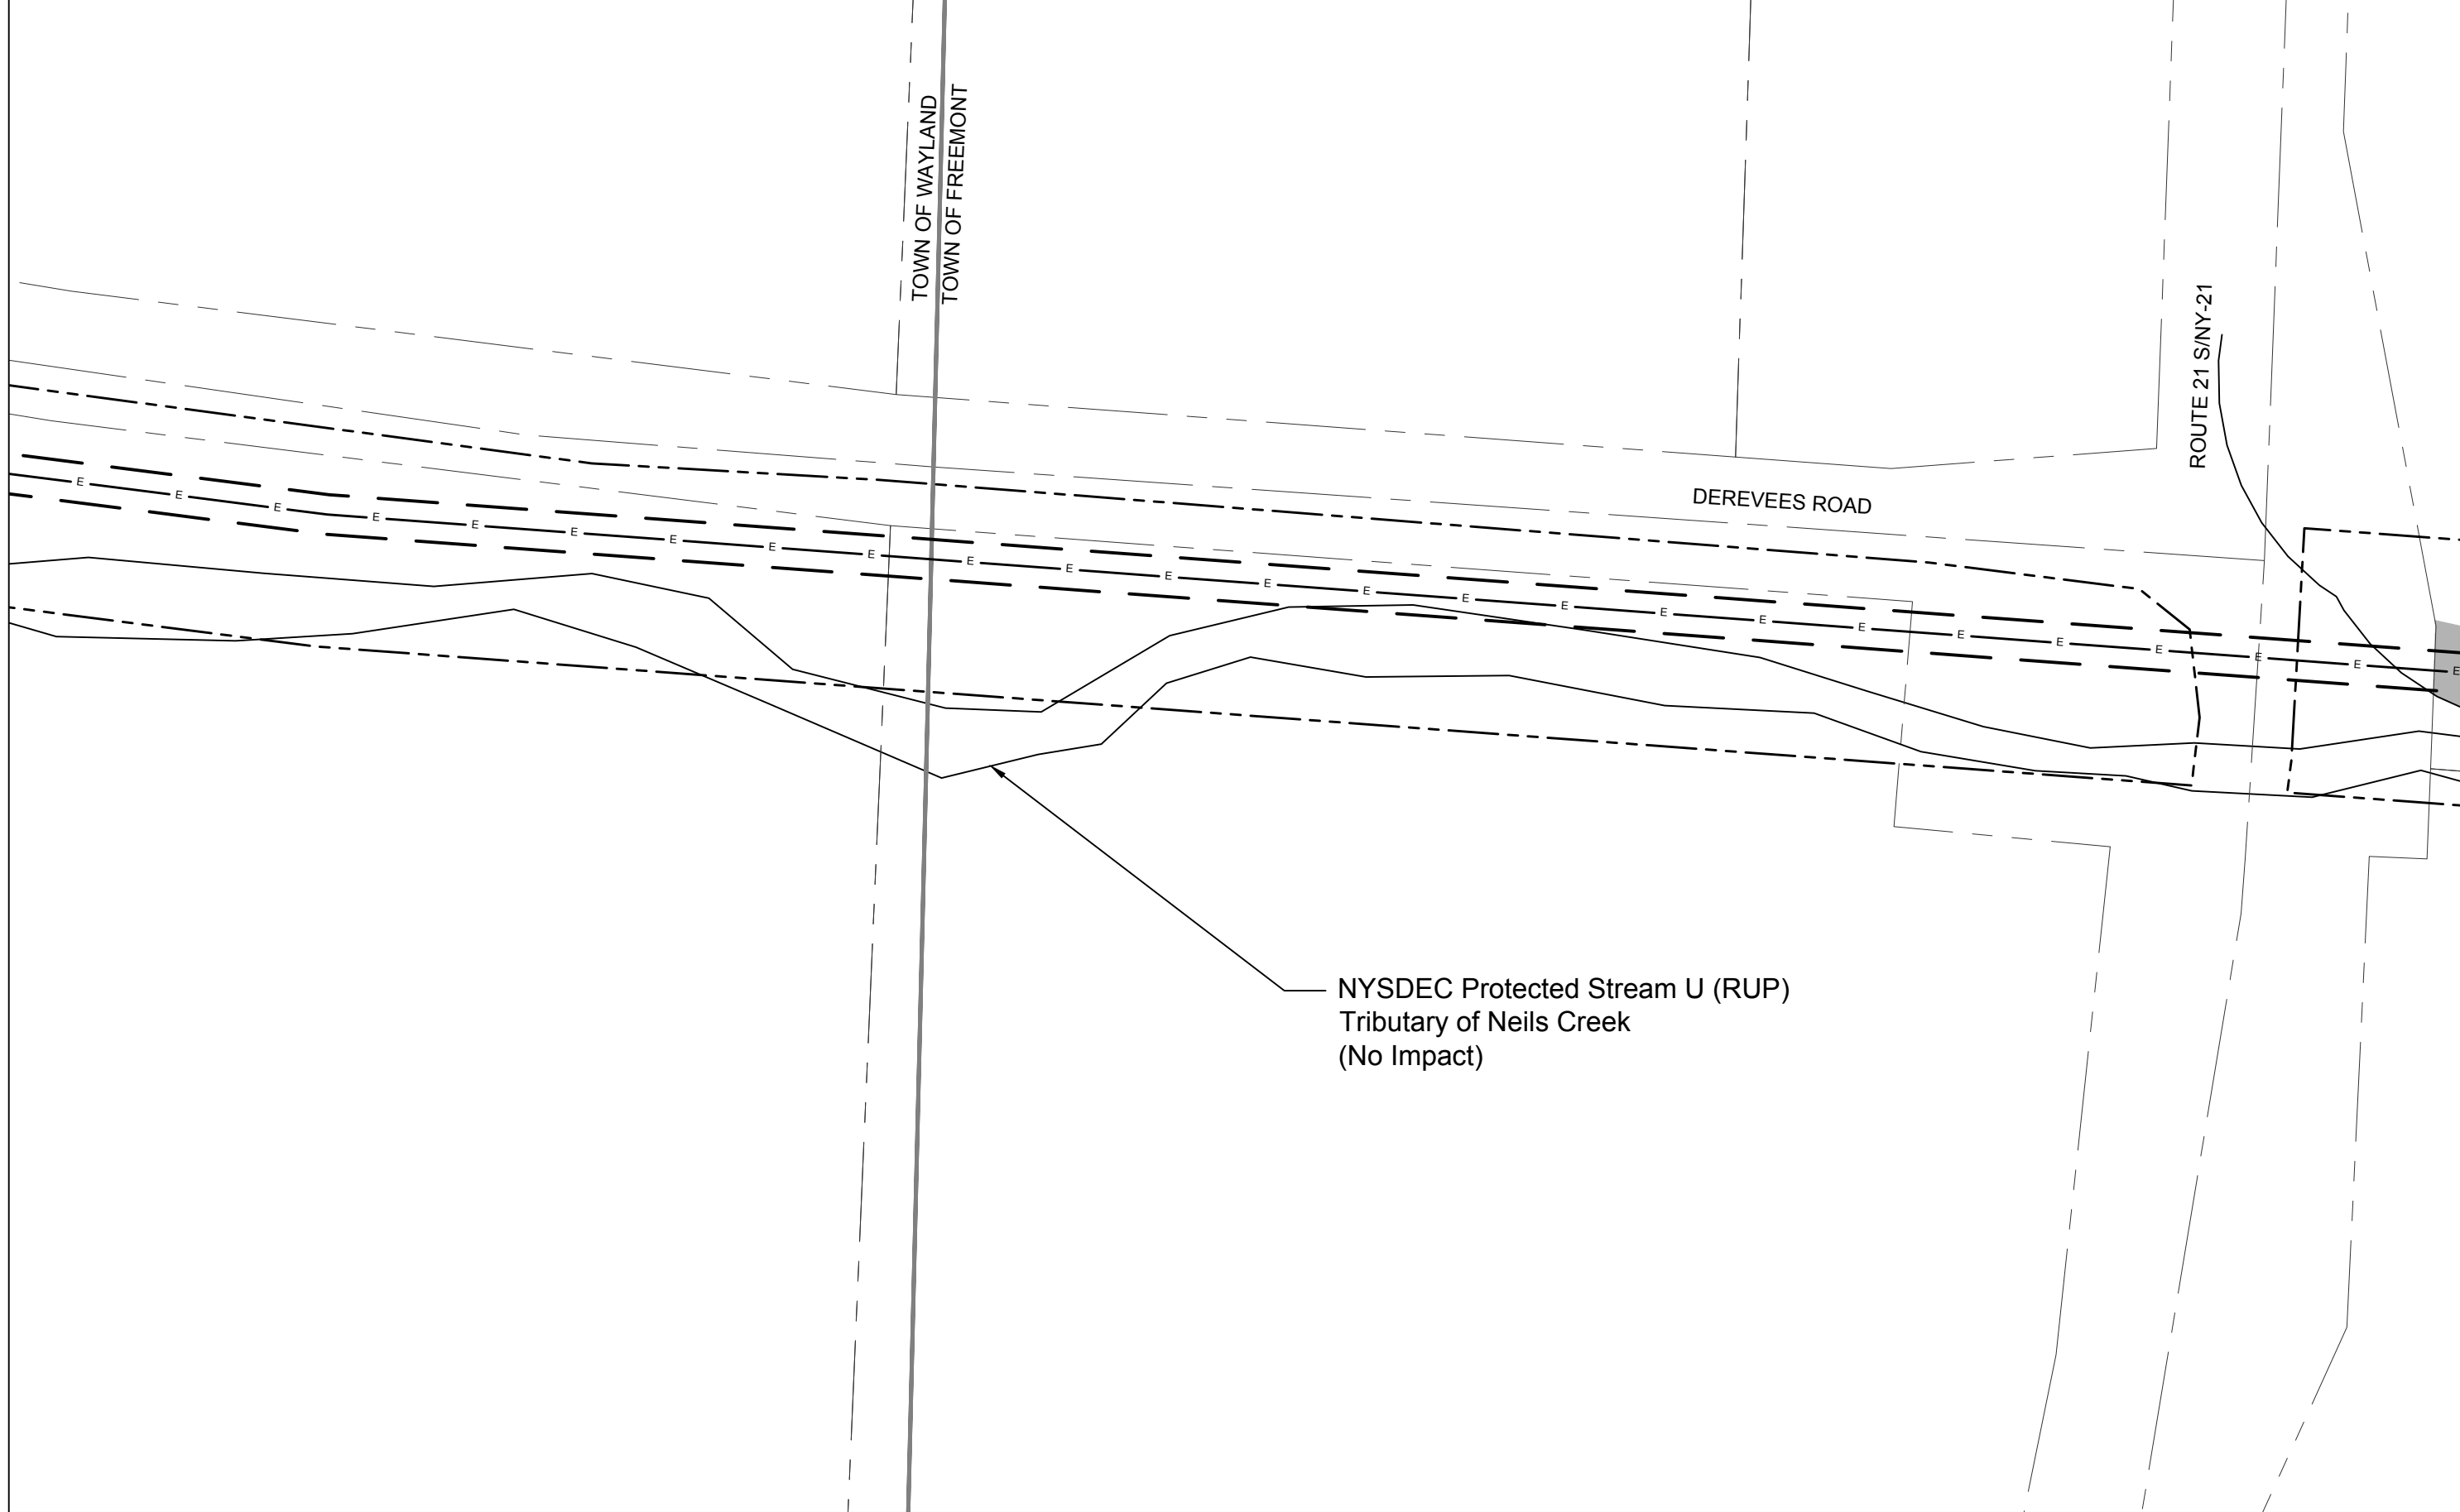 TOWN OF WAYLAND
TOWN OF FREEMONT
ROUTE 21 S/NY-21
DEREVEES ROAD
E E E E E E E E E E E E E E E E E E E E E E E E E
NYSDEC Protected Stream U (RUP)
Tributary of Neils Creek
(No Impact)